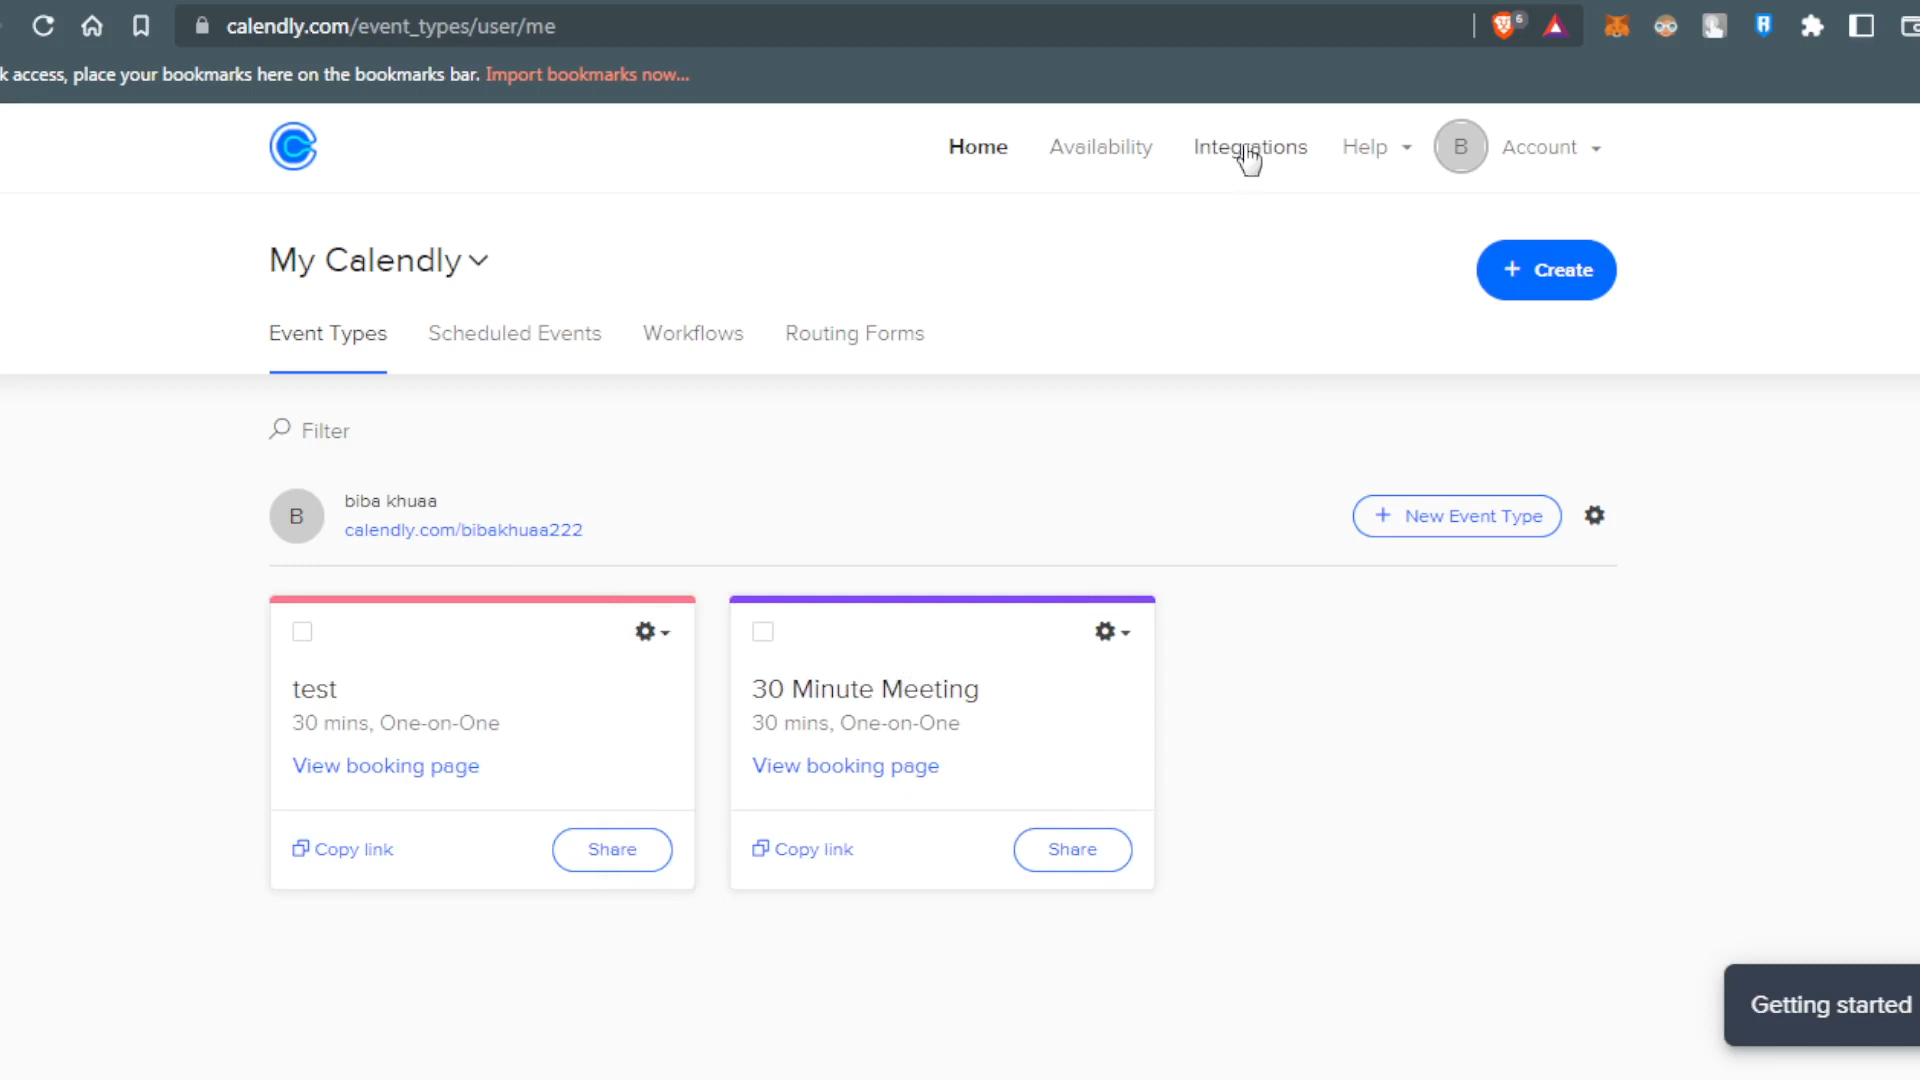 calendly.com/event_types/user/me
6
k access, place your bookmarks here on the bookmarks bar. Import bookmarks now...
Home Availability Integrations Help B Account
My Calendly
+ Create
Event Types Scheduled Events Workflows Routing Forms
Filter
B
biba khuaa
calendly.com/bibakhuaa222
+ New Event Type
test
30 mins, One-on-One
View booking page
Copy link Share
30 Minute Meeting
30 mins, One-on-One
View booking page
Copy link Share
Getting started